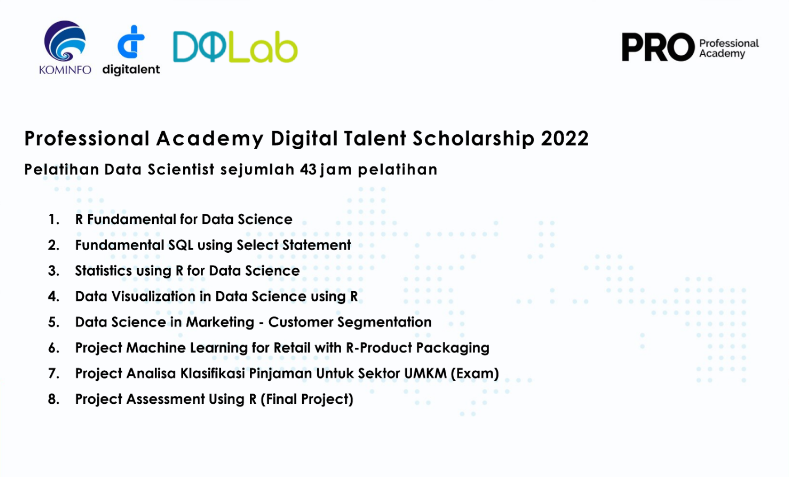 KOMINFO
digitalent
DQLab
PRO Professional Academy
Professional Academy Digital Talent Scholarship 2022
Pelatihan Data Scientist sejumlah 43 jam pelatihan
1. R Fundamental for Data Science
2. Fundamental SQL using Select Statement
3. Statistics using R for Data Science
4. Data Visualization in Data Science using R
5. Data Science in Marketing - Customer Segmentation
6. Project Machine Learning for Retail with R-Product Packaging
7. Project Analisa Klasifikasi Pinjaman Untuk Sektor UMKM (Exam)
8. Project Assessment Using R (Final Project)